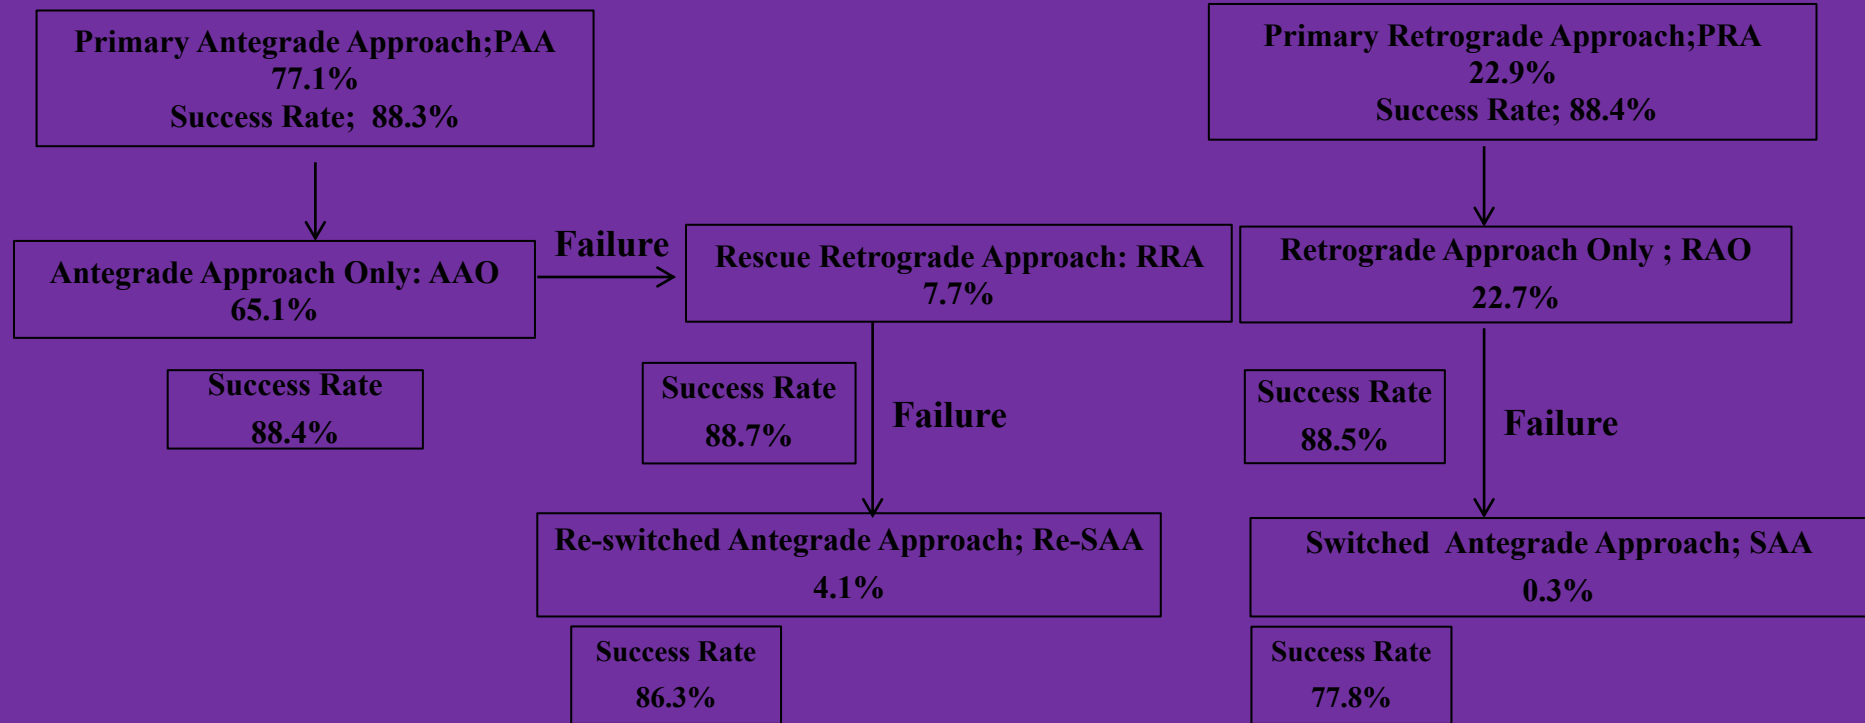 Primary Antegrade Approach;PAA
77.1%
Success Rate; 88.3%
Primary Retrograde Approach;PRA
22.9%
Success Rate; 88.4%
Antegrade Approach Only: AAO
65.1%
Failure
Rescue Retrograde Approach: RRA
7.7%
Retrograde Approach Only ; RAO
22.7%
Success Rate
88.4%
Success Rate
88.7%
Failure
Success Rate
88.5%
Failure
Re-switched Antegrade Approach; Re-SAA
4.1%
Switched Antegrade Approach; SAA
0.3%
Success Rate
86.3%
Success Rate
77.8%